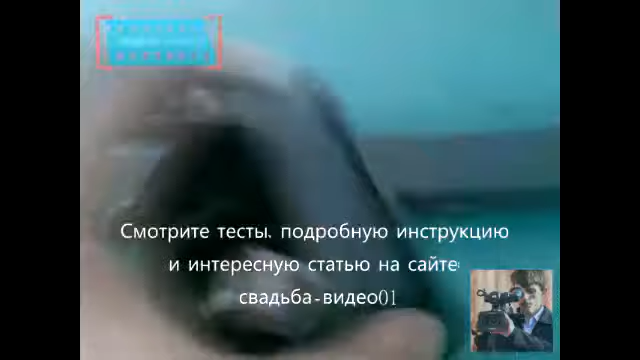 Смотрите тесты, подробную инструкцию
и интересную статью на сайте:
свадьба-видео01